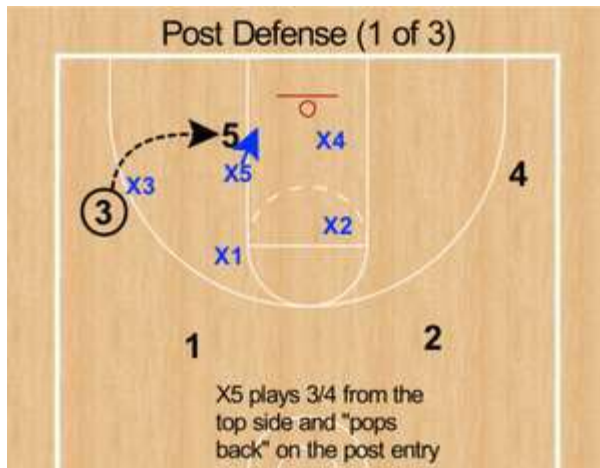 Post Defense (1 of 3)
5
X4
X5
X3
4
3
X2
X1
1
2
X5 plays 3/4 from the
top side and "pops
back" on the post entry